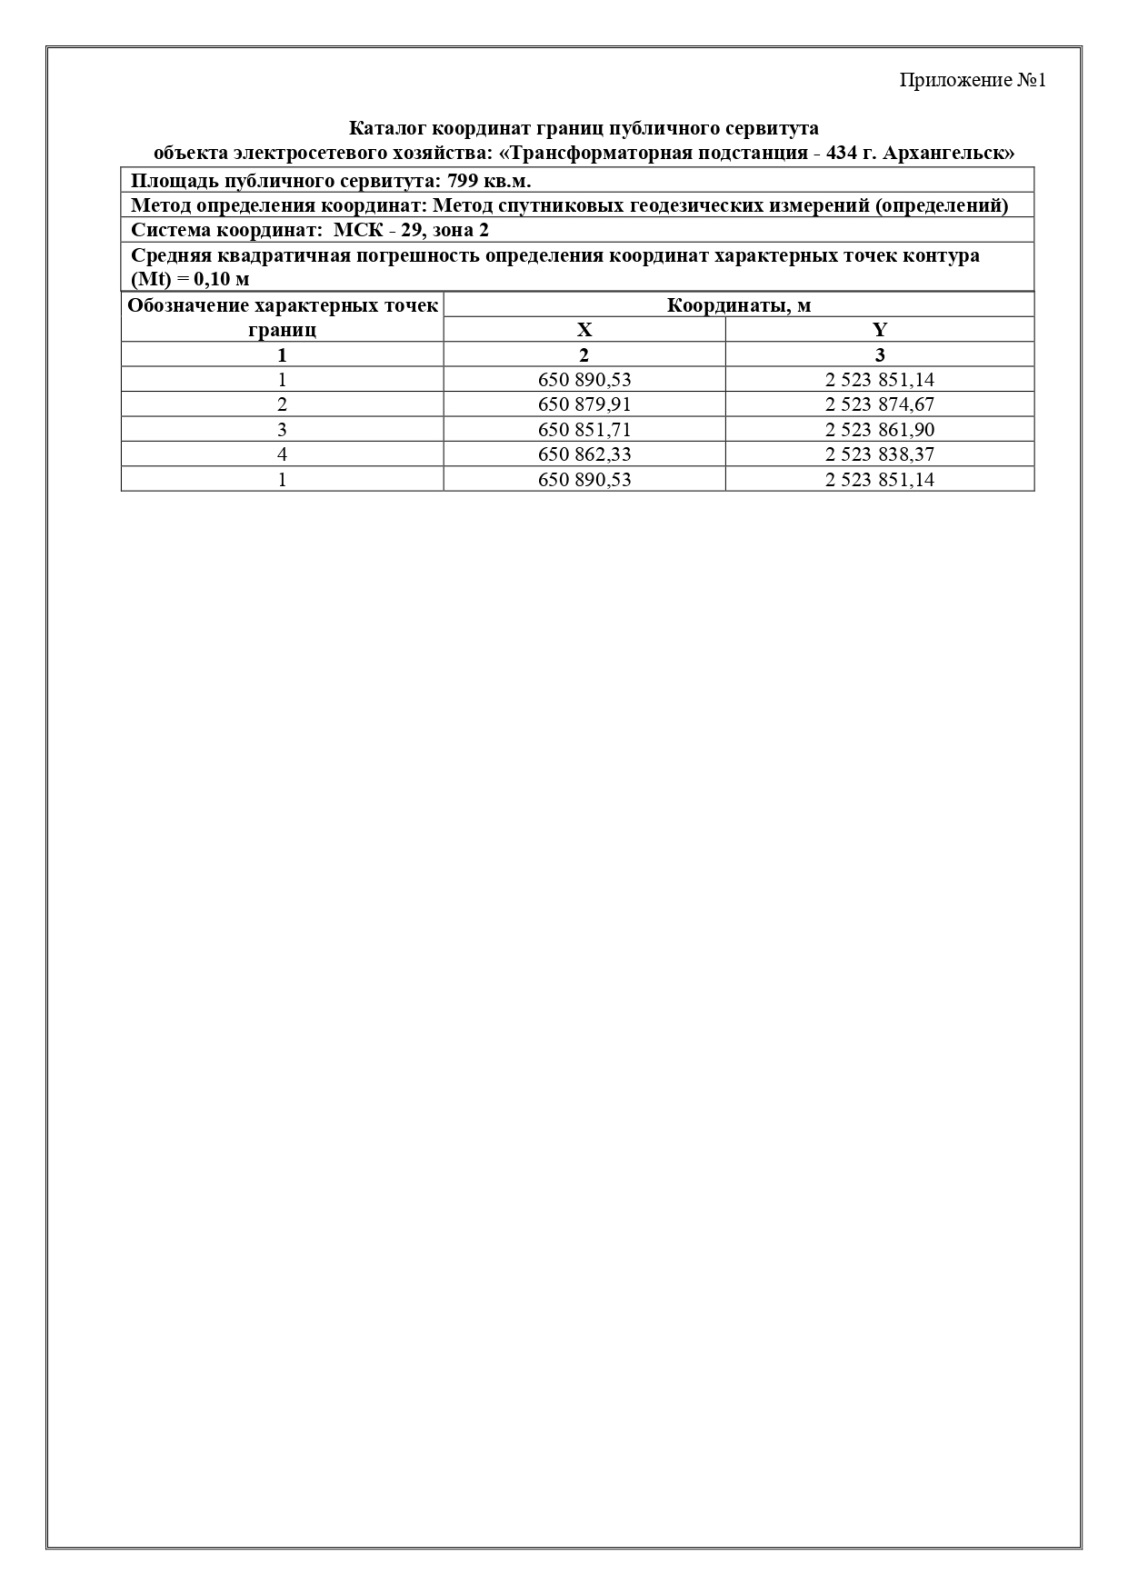 Приложение №1
Каталог координат границ публичного сервитута
объекта электросетевого хозяйства: «Трансформаторная подстанция - 434 г. Архангельск»
Площадь публичного сервитута: 799 кв.м.
Метод определения координат: Метод спутниковых геодезических измерений (определений)
Система координат:  МСК - 29, зона 2
Средняя квадратичная погрешность определения координат характерных точек контура
(Mt) = 0,10 м
Обозначение характерных точек границ Координаты, м
X Y
1 2 3
1 650 890,53 2 523 851,14
2 650 879,91 2 523 874,67
3 650 851,71 2 523 861,90
4 650 862,33 2 523 838,37
1 650 890,53 2 523 851,14